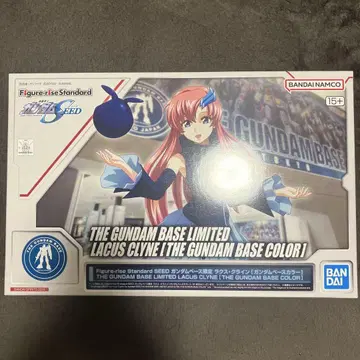 Figure-rise Standard
SEED
BANDAI NAMCO
15+
THE GUNDAM BASE
THE GUNDAM BASE LIMITED
LACUS CLYNE [THE GUNDAM BASE COLOR]
Figure-rise Standard SEED ガンダムベース限定 ラクス・クライン [ガンダムベースカラー]
THE GUNDAM BASE LIMITED LACUS CLYNE [THE GUNDAM BASE COLOR]
BAN
DAI